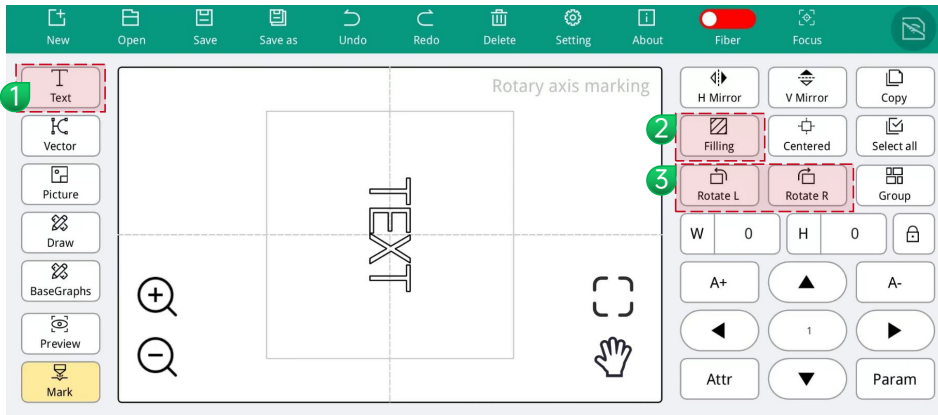 New Open Save Save as Undo Redo Delete Setting About Fiber Focus
1
Text
Vector
Picture
Draw
BaseGraphs
Preview
Mark
Rotary axis marking
TEXT
H Mirror V Mirror Copy
2
Filling Centered Select all
3
Rotate L Rotate R Group
W 0 H 0
A+ A-
1
Attr Param